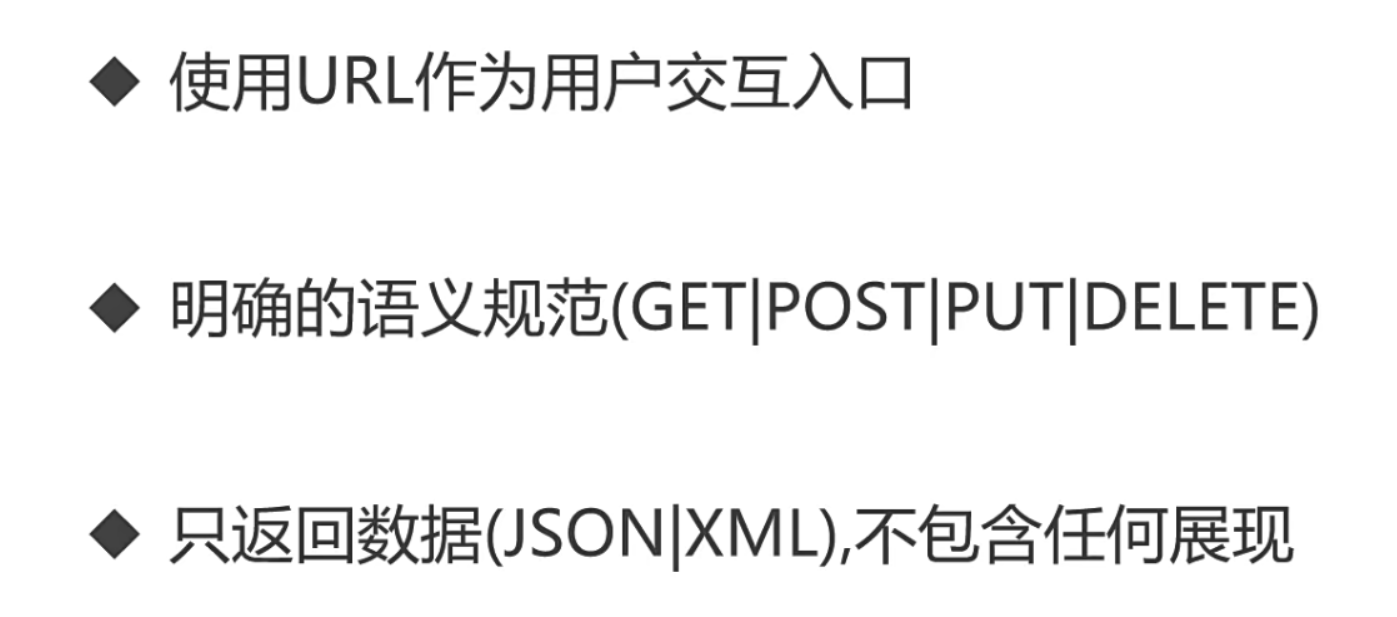 ◆ 使用URL作为用户交互入口
◆ 明确的语义规范(GET|POST|PUT|DELETE)
◆ 只返回数据(JSON|XML),不包含任何展现